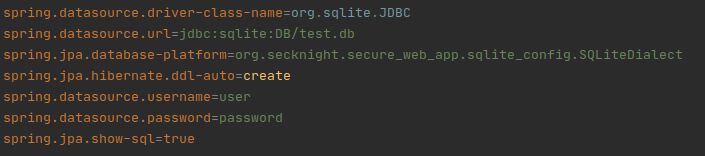 spring.datasource.driver-class-name=org.sqlite.JDBC
spring.datasource.url=jdbc:sqlite:DB/test.db
spring.jpa.database-platform=org.secknight.secure_web_app.sqlite_config.SQLiteDialect
spring.jpa.hibernate.ddl-auto=create
spring.datasource.username=user
spring.datasource.password=password
spring.jpa.show-sql=true